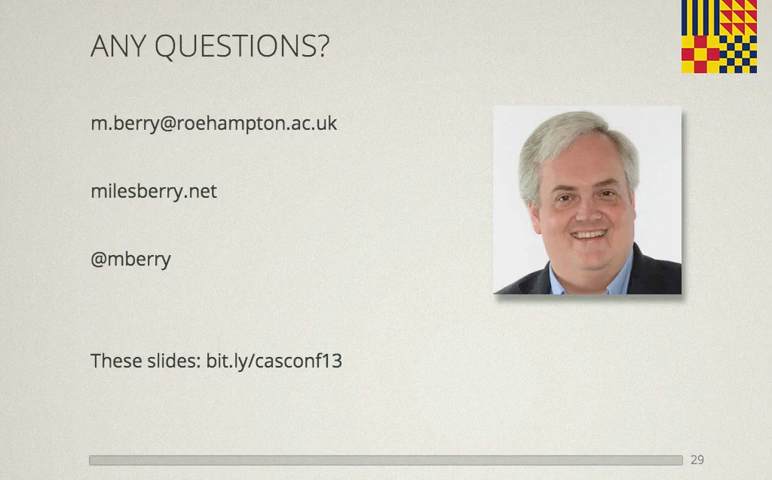 ANY QUESTIONS?
m.berry@roehampton.ac.uk
milesberry.net
@mberry
These slides: bit.ly/casconf13
29